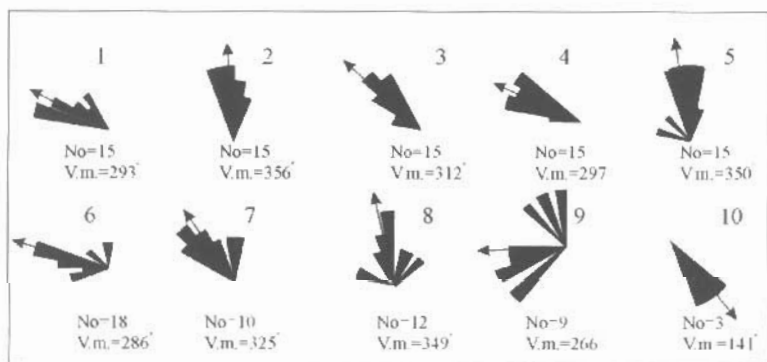 1 2 3 4 5
No=15 No=15 No=15 No=15 No=15
V.m.=293° V.m.=356° V.m.=312° V.m.=297 V.m.=350°
6 7 8 9 10
No=18 No=10 No=12 No=9 No=3
V.m.=286° V.m.=325° V.m.=349° V.m.=266 V.m=141°